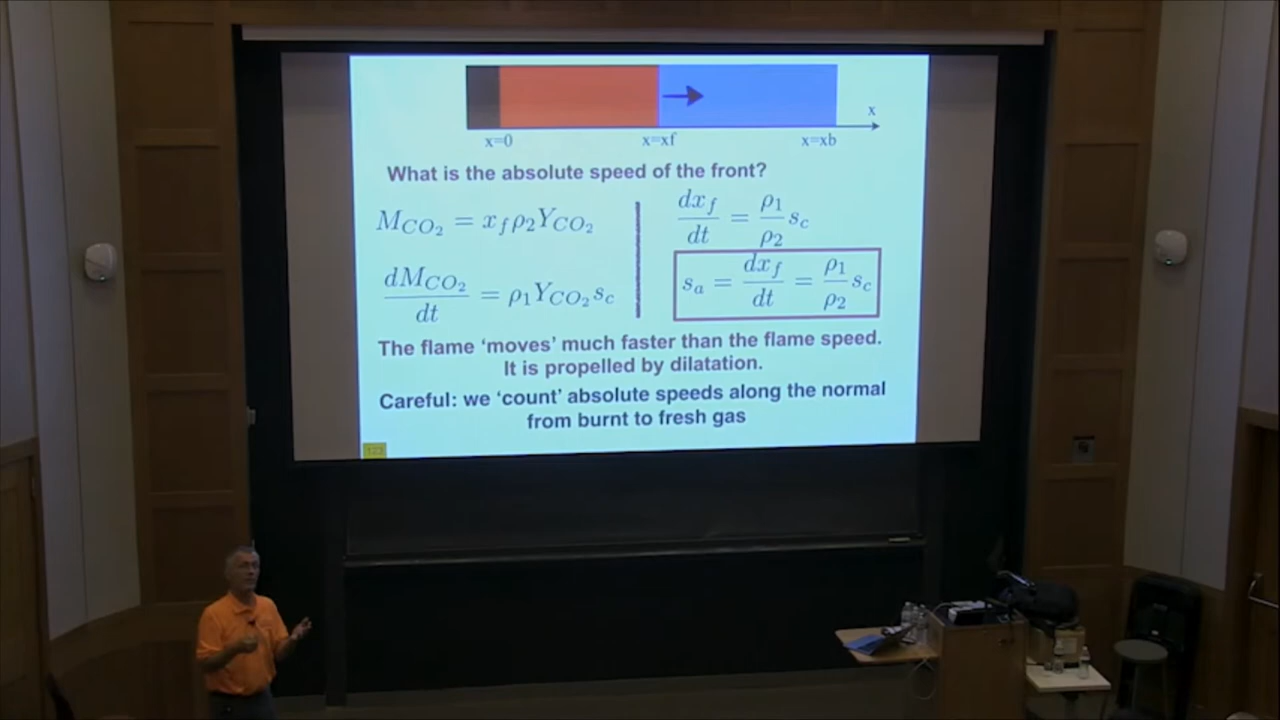 x
x=0
x=xf
x=xb
What is the absolute speed of the front?
M_{CO_2} = x_f ρ_2 Y_{CO_2}
dM_{CO_2}/dt = ρ_1 Y_{CO_2} s_c
dx_f/dt = ρ_1/ρ_2 s_c
s_a = dx_f/dt = ρ_1/ρ_2 s_c
The flame ‘moves’ much faster than the flame speed.
It is propelled by dilatation.
Careful: we ‘count’ absolute speeds along the normal
from burnt to fresh gas